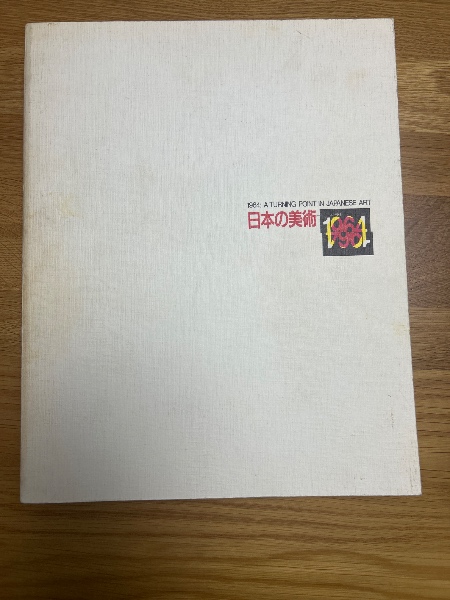 1964: A TURNING POINT IN JAPANESE ART
日本の美術
1964